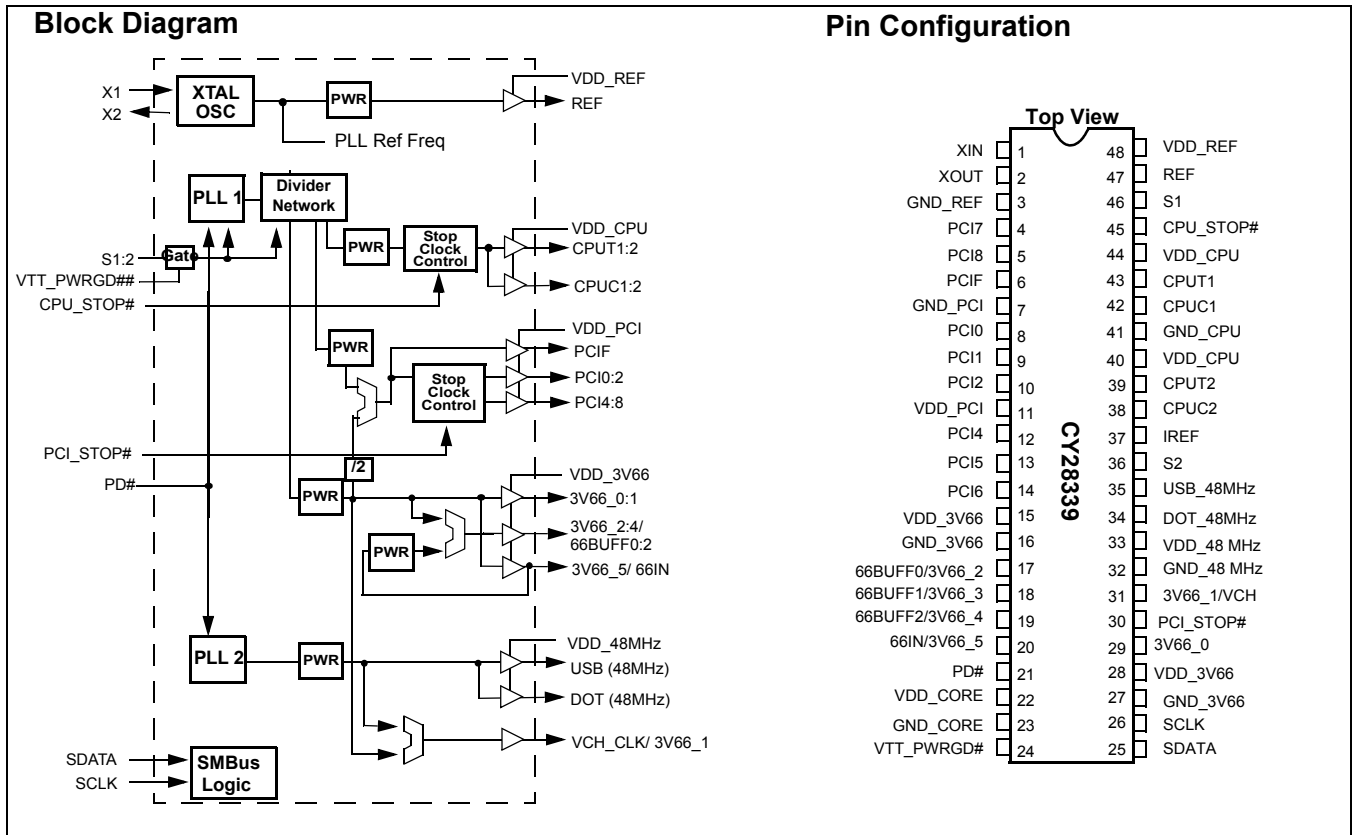 Block Diagram
Pin Configuration
X1
X2
XTAL
OSC
PWR
VDD_REF
REF
PLL Ref Freq
PLL 1
Divider
Network
PWR
Stop
Clock
Control
VDD_CPU
CPUT1:2
CPUC1:2
S1:2
Gate
VTT_PWRGD##
CPU_STOP#
PWR
VDD_PCI
PCIF
Stop
Clock
Control
PCI0:2
PCI4:8
PCI_STOP#
/2
PD#
PWR
VDD_3V66
3V66_0:1
3V66_2:4/
66BUFF0:2
PWR
3V66_5/ 66IN
PLL 2
PWR
VDD_48MHz
USB (48MHz)
DOT (48MHz)
VCH_CLK/ 3V66_1
SDATA
SCLK
SMBus
Logic
Top View
XIN 1 48 VDD_REF
XOUT 2 47 REF
GND_REF 3 46 S1
PCI7 4 45 CPU_STOP#
PCI8 5 44 VDD_CPU
PCIF 6 43 CPUT1
GND_PCI 7 42 CPUC1
PCI0 8 41 GND_CPU
PCI1 9 40 VDD_CPU
PCI2 10 39 CPUT2
VDD_PCI 11 38 CPUC2
PCI4 12 37 IREF
PCI5 13 36 S2
PCI6 14 35 USB_48MHz
VDD_3V66 15 34 DOT_48MHz
GND_3V66 16 33 VDD_48 MHz
66BUFF0/3V66_2 17 32 GND_48 MHz
66BUFF1/3V66_3 18 31 3V66_1/VCH
66BUFF2/3V66_4 19 30 PCI_STOP#
66IN/3V66_5 20 29 3V66_0
PD# 21 28 VDD_3V66
VDD_CORE 22 27 GND_3V66
GND_CORE 23 26 SCLK
VTT_PWRGD# 24 25 SDATA
CY28339